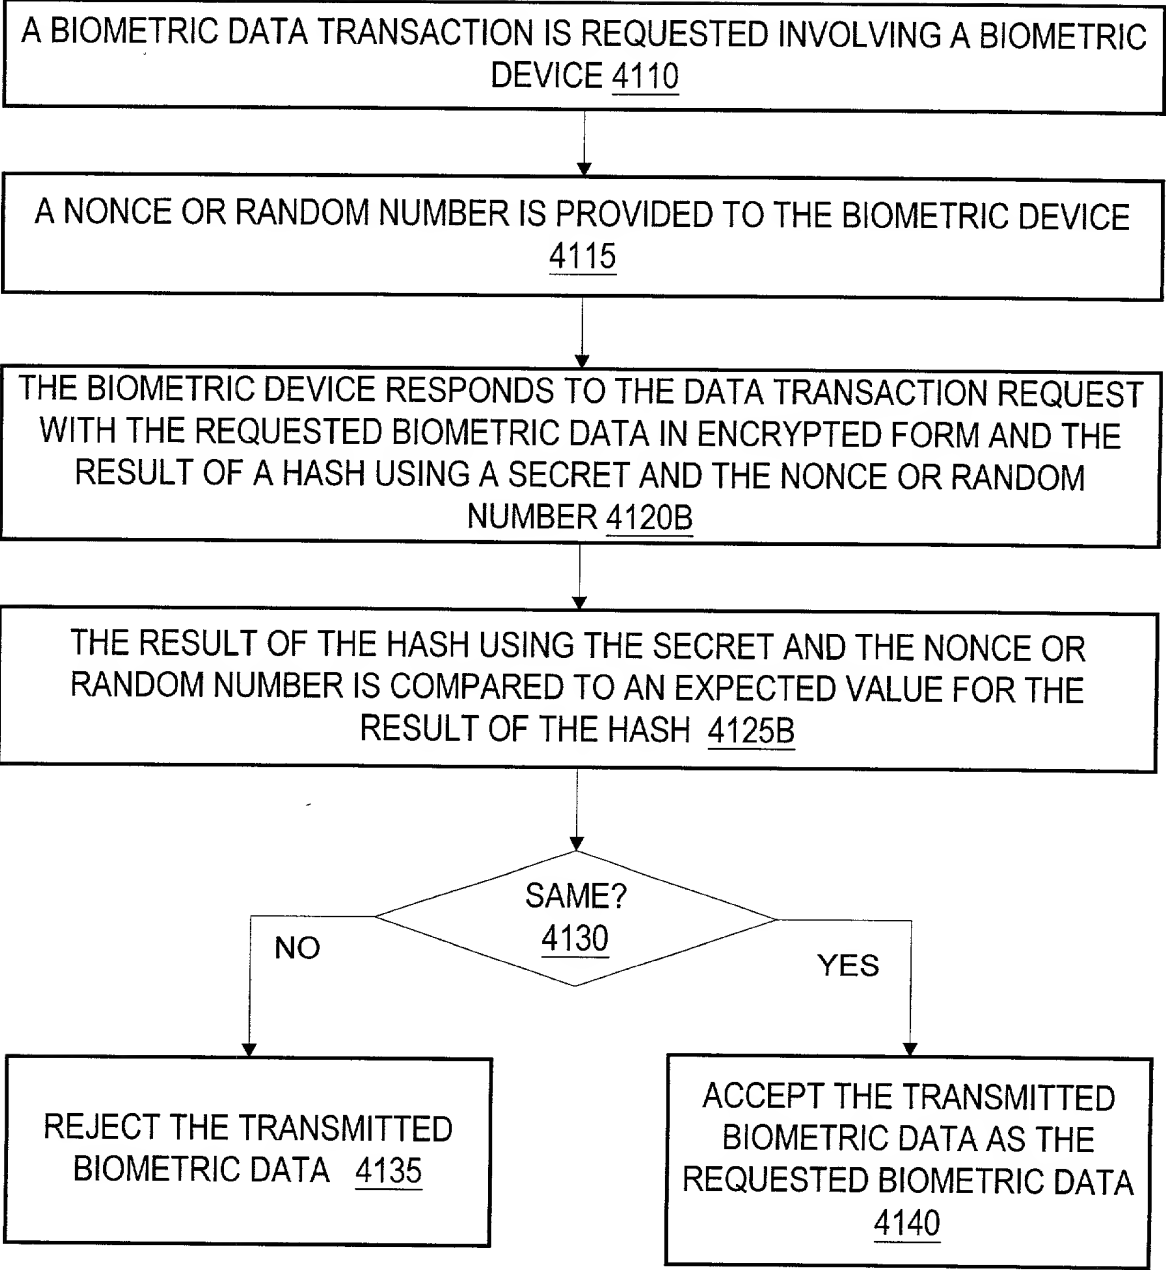 A BIOMETRIC DATA TRANSACTION IS REQUESTED INVOLVING A BIOMETRIC
DEVICE 4110
A NONCE OR RANDOM NUMBER IS PROVIDED TO THE BIOMETRIC DEVICE
4115
THE BIOMETRIC DEVICE RESPONDS TO THE DATA TRANSACTION REQUEST
WITH THE REQUESTED BIOMETRIC DATA IN ENCRYPTED FORM AND THE
RESULT OF A HASH USING A SECRET AND THE NONCE OR RANDOM
NUMBER 4120B
THE RESULT OF THE HASH USING THE SECRET AND THE NONCE OR
RANDOM NUMBER IS COMPARED TO AN EXPECTED VALUE FOR THE
RESULT OF THE HASH 4125B
SAME?
4130
NO
YES
REJECT THE TRANSMITTED
BIOMETRIC DATA 4135
ACCEPT THE TRANSMITTED
BIOMETRIC DATA AS THE
REQUESTED BIOMETRIC DATA
4140